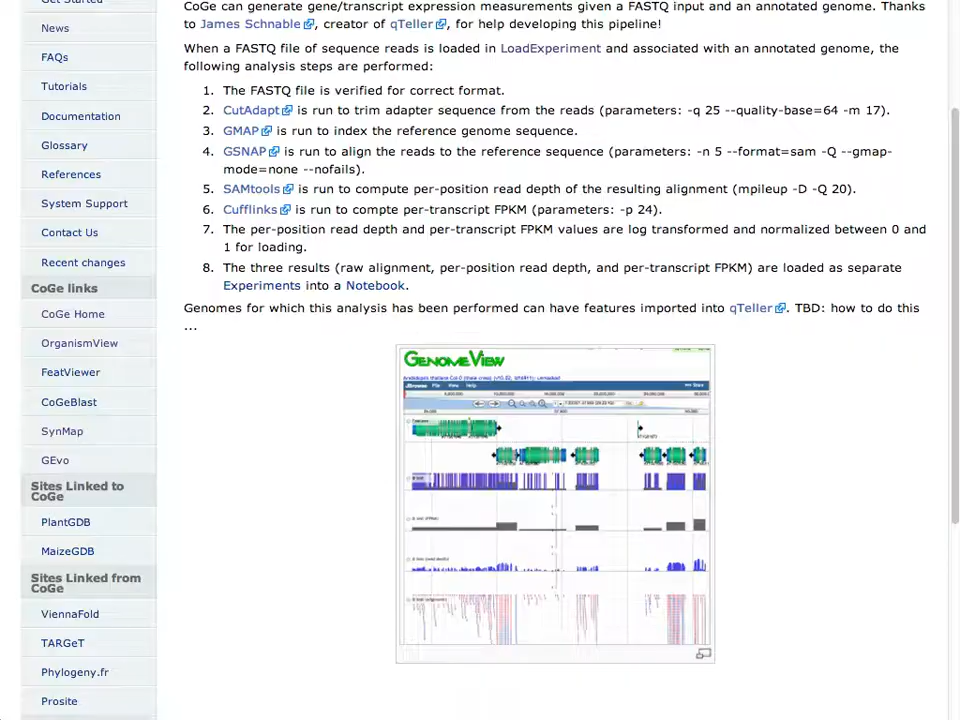 Get Started
News
FAQs
Tutorials
Documentation
Glossary
References
System Support
Contact Us
Recent changes
CoGe links
CoGe Home
OrganismView
FeatViewer
CoGeBlast
SynMap
GEvo
Sites Linked to
CoGe
PlantGDB
MaizeGDB
Sites Linked from
CoGe
ViennaFold
TARGeT
Phylogeny.fr
Prosite
CoGe can generate gene/transcript expression measurements given a FASTQ input and an annotated genome. Thanks
to James Schnable, creator of qTeller, for help developing this pipeline!
When a FASTQ file of sequence reads is loaded in LoadExperiment and associated with an annotated genome, the
following analysis steps are performed:
1. The FASTQ file is verified for correct format.
2. CutAdapt is run to trim adapter sequence from the reads (parameters: -q 25 --quality-base=64 -m 17).
3. GMAP is run to index the reference genome sequence.
4. GSNAP is run to align the reads to the reference sequence (parameters: -n 5 --format=sam -Q --gmap-
mode=none --nofails).
5. SAMtools is run to compute per-position read depth of the resulting alignment (mpileup -D -Q 20).
6. Cufflinks is run to compte per-transcript FPKM (parameters: -p 24).
7. The per-position read depth and per-transcript FPKM values are log transformed and normalized between 0 and
1 for loading.
8. The three results (raw alignment, per-position read depth, and per-transcript FPKM) are loaded as separate
Experiments into a Notebook.
Genomes for which this analysis has been performed can have features imported into qTeller. TBD: how to do this
...
GENOMEVIEW
JBrowse File View Help
Features